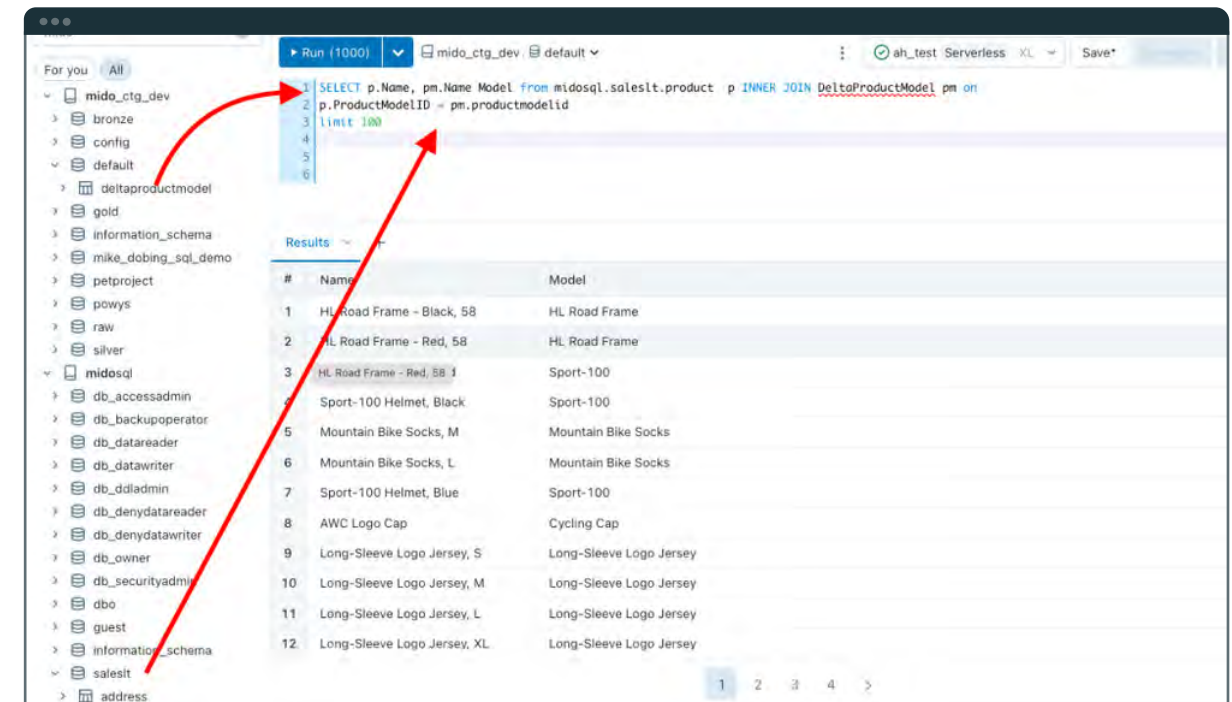 Run (1000) mido_ctg_dev default ah_test Serverless XL Save*
For you All
mido_ctg_dev
bronze
config
default
deltaproductmodel
gold
information_schema
mike_dobing_sql_demo
petproject
powys
raw
silver
midosql
db_accessadmin
db_backupoperator
db_datareader
db_datawriter
db_ddladmin
db_denydatareader
db_denydatawriter
db_owner
db_securityadmin
dbo
guest
information_schema
saleslt
address
1 SELECT p.Name, pm.Name Model from midosql.saleslt.product p INNER JOIN DeltaProductModel pm on
2 p.ProductModelID = pm.productmodelid
3 limit 100
4
5
6
Results +
# Name Model
1 HL Road Frame - Black, 58 HL Road Frame
2 HL Road Frame - Red, 58 HL Road Frame
3 HL Road Frame - Red, 58 Sport-100
4 Sport-100 Helmet, Black Sport-100
5 Mountain Bike Socks, M Mountain Bike Socks
6 Mountain Bike Socks, L Mountain Bike Socks
7 Sport-100 Helmet, Blue Sport-100
8 AWC Logo Cap Cycling Cap
9 Long-Sleeve Logo Jersey, S Long-Sleeve Logo Jersey
10 Long-Sleeve Logo Jersey, M Long-Sleeve Logo Jersey
11 Long-Sleeve Logo Jersey, L Long-Sleeve Logo Jersey
12 Long-Sleeve Logo Jersey, XL Long-Sleeve Logo Jersey
1 2 3 4 >